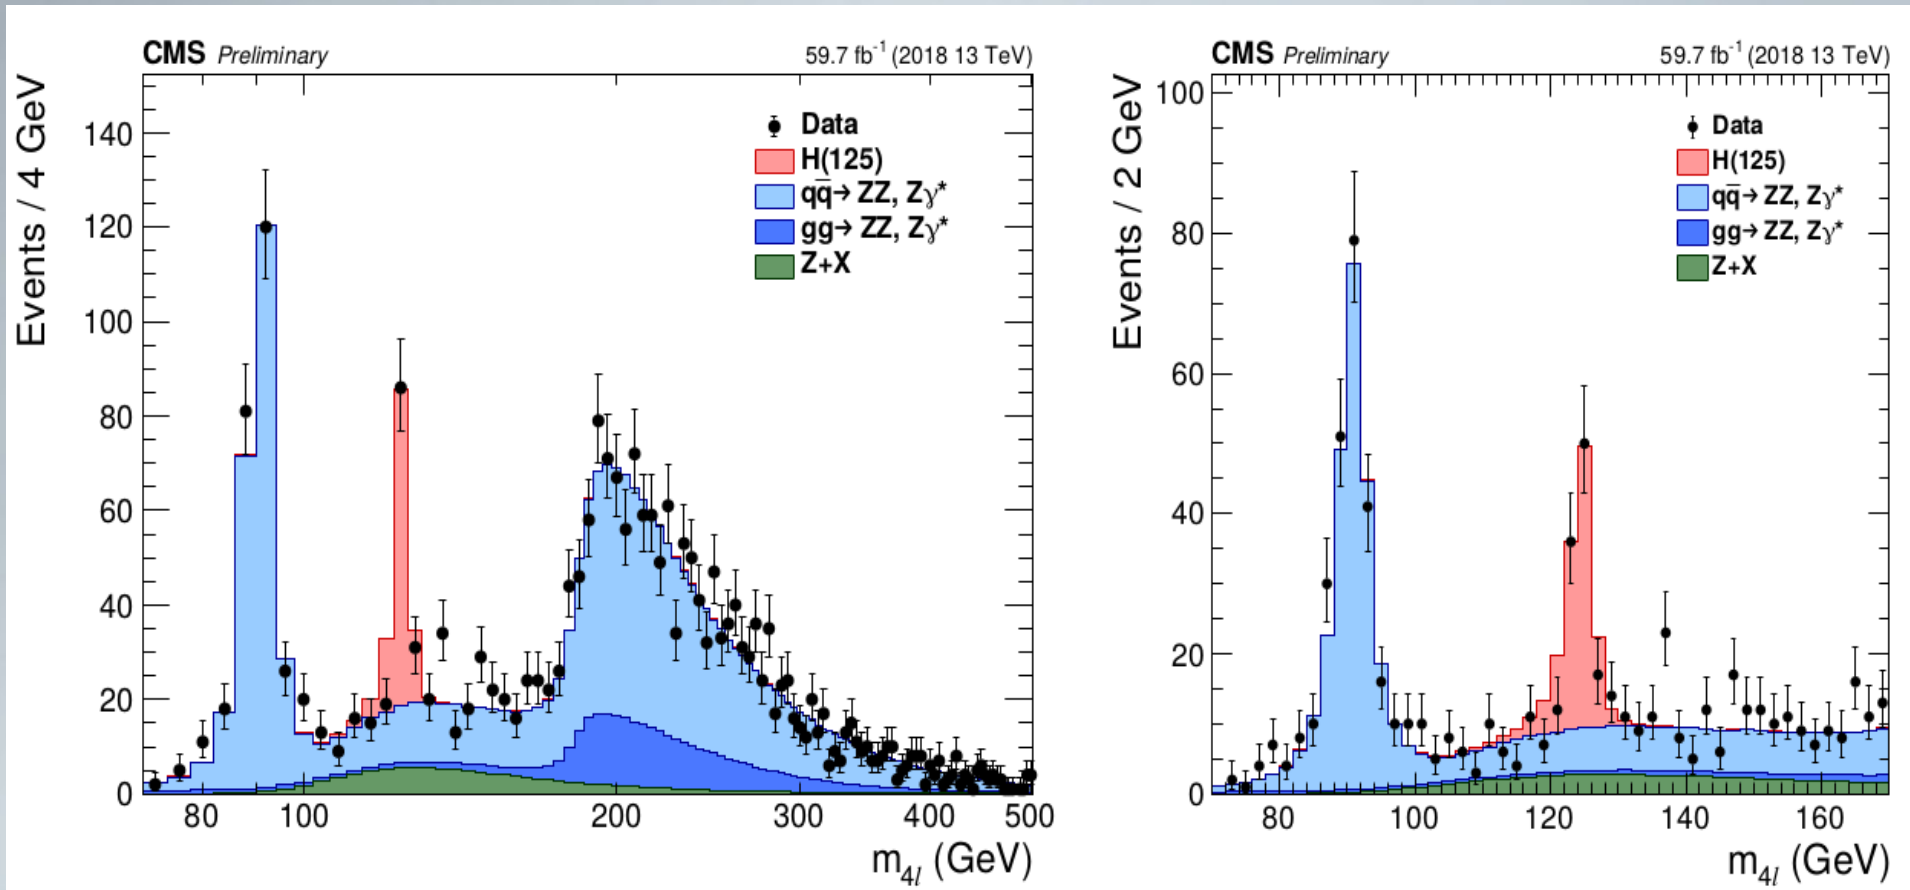 CMS Preliminary
59.7 fb⁻¹ (2018 13 TeV)
Events / 4 GeV
140
120
100
80
60
40
20
0
Data
H(125)
qq̅→ ZZ, Zγ*
gg→ ZZ, Zγ*
Z+X
80
100
200
300
400
500
m₄ₗ (GeV)
CMS Preliminary
59.7 fb⁻¹ (2018 13 TeV)
Events / 2 GeV
100
80
60
40
20
0
Data
H(125)
qq̅→ ZZ, Zγ*
gg→ ZZ, Zγ*
Z+X
80
100
120
140
160
m₄ₗ (GeV)